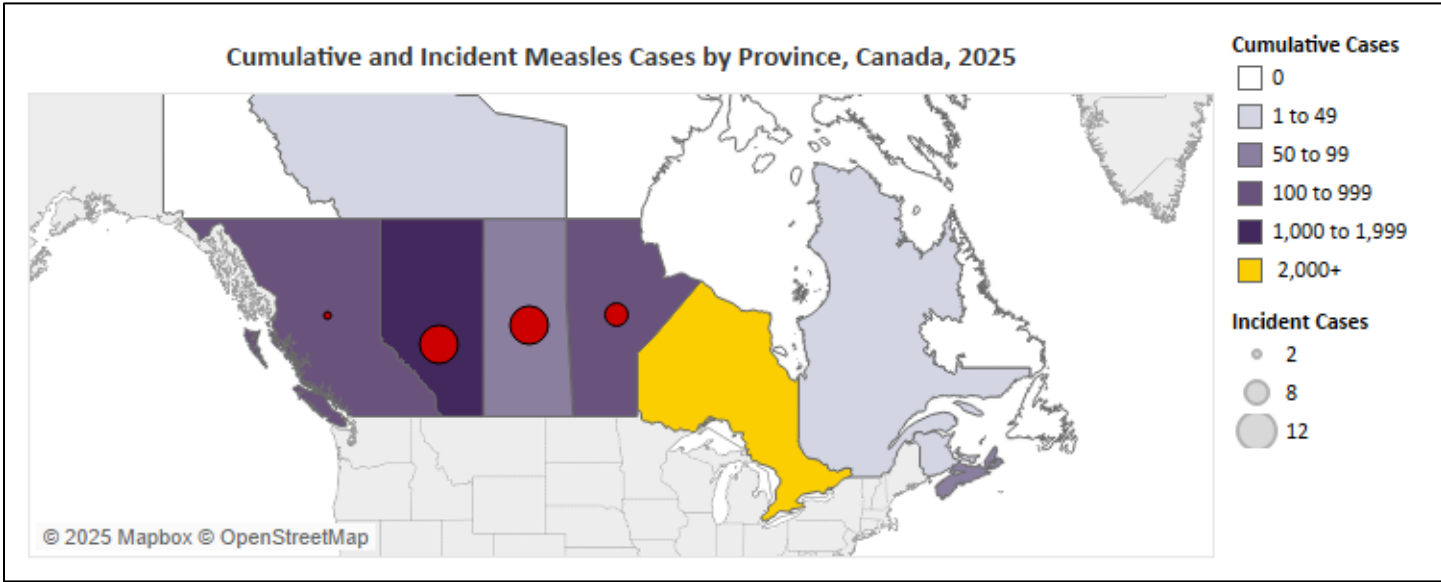 Cumulative and Incident Measles Cases by Province, Canada, 2025
Cumulative Cases
0
1 to 49
50 to 99
100 to 999
1,000 to 1,999
2,000+
Incident Cases
2
8
12
© 2025 Mapbox © OpenStreetMap